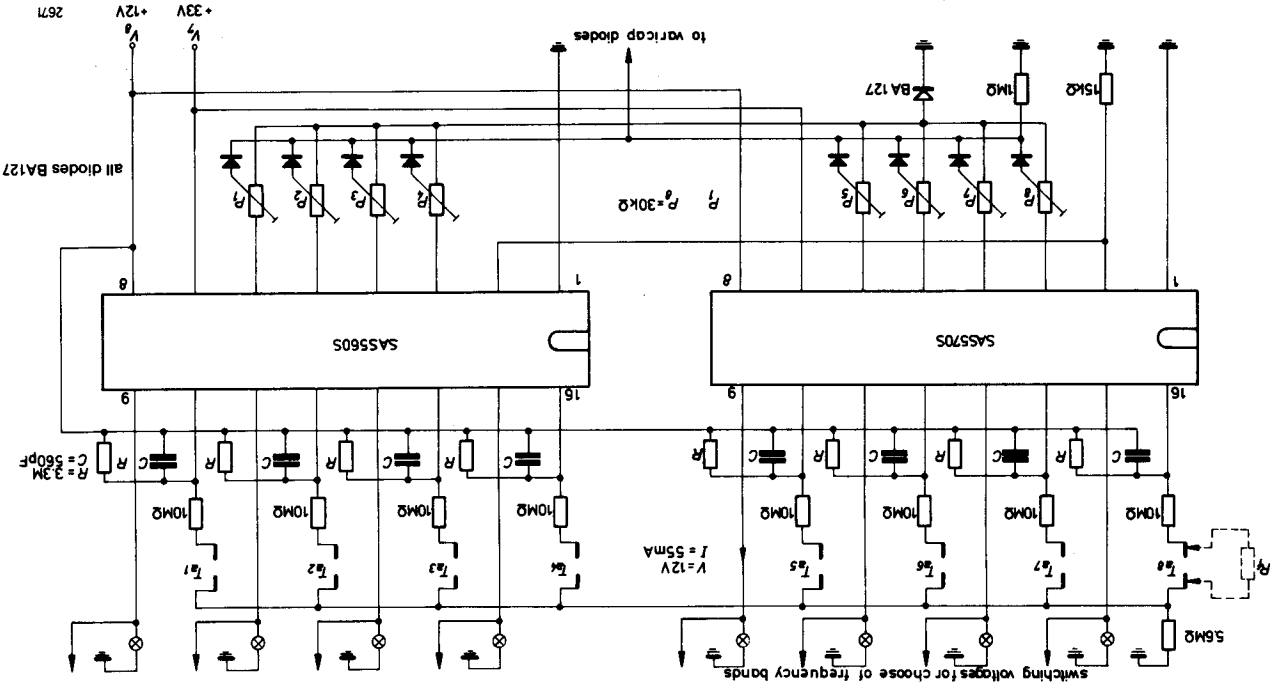 switching voltages for choose of frequency bands
5.6MΩ
Rf
Ta8
Ta7
Ta6
Ta5
V=12V
I = 55mA
Ta4
Ta3
Ta2
Ta1
10MΩ
10MΩ
10MΩ
10MΩ
10MΩ
10MΩ
10MΩ
10MΩ
C
R
C
R
C
R
C
R
C
R
C
R
C
R
C
R
R = 3.3M
C = 560pF
16
9
16
9
SAS570S
SAS560S
1
8
1
8
P8
P7
P6
P5
P1
P8=30kΩ
P4
P3
P2
P1
all diodes BA127
15kΩ
1MΩ
BA127
to varicap diodes
V7
+33V
V8
+12V
2671